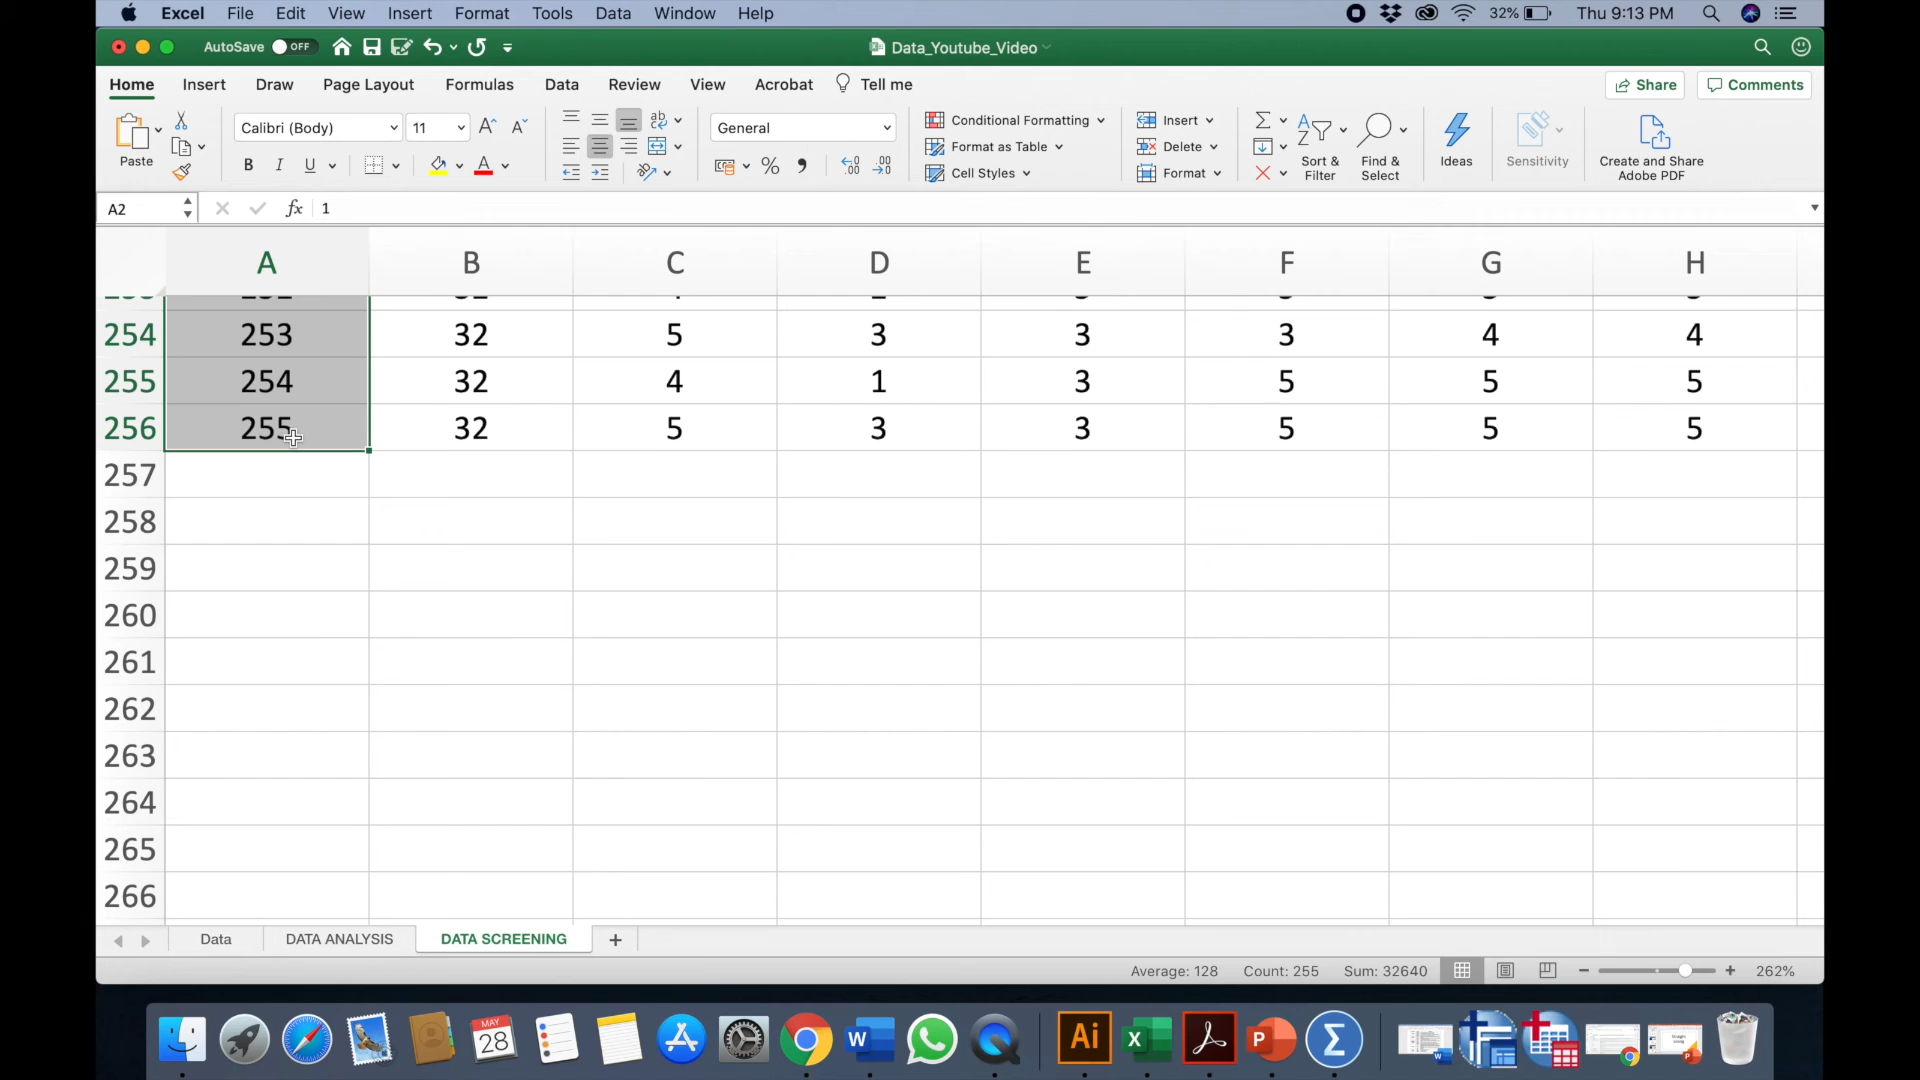 Excel File Edit View Insert Format Tools Data Window Help 32% Thu 9:13 PM
AutoSave OFF Data_Youtube_Video
Home Insert Draw Page Layout Formulas Data Review View Acrobat Tell me Share Comments
Paste Calibri (Body) 11 General Conditional Formatting Insert Sort & Filter Find & Select Ideas Sensitivity Create and Share Adobe PDF
B I U A ab % Format as Table Delete
Cell Styles Format
A2 fx 1
A B C D E F G H
254 253 32 5 3 3 3 4 4
255 254 32 4 1 3 5 5 5
256 255 32 5 3 3 5 5 5
257
258
259
260
261
262
263
264
265
266
Data DATA ANALYSIS DATA SCREENING +
Average: 128 Count: 255 Sum: 32640 262%
MAY
28
W Ai X P Σ